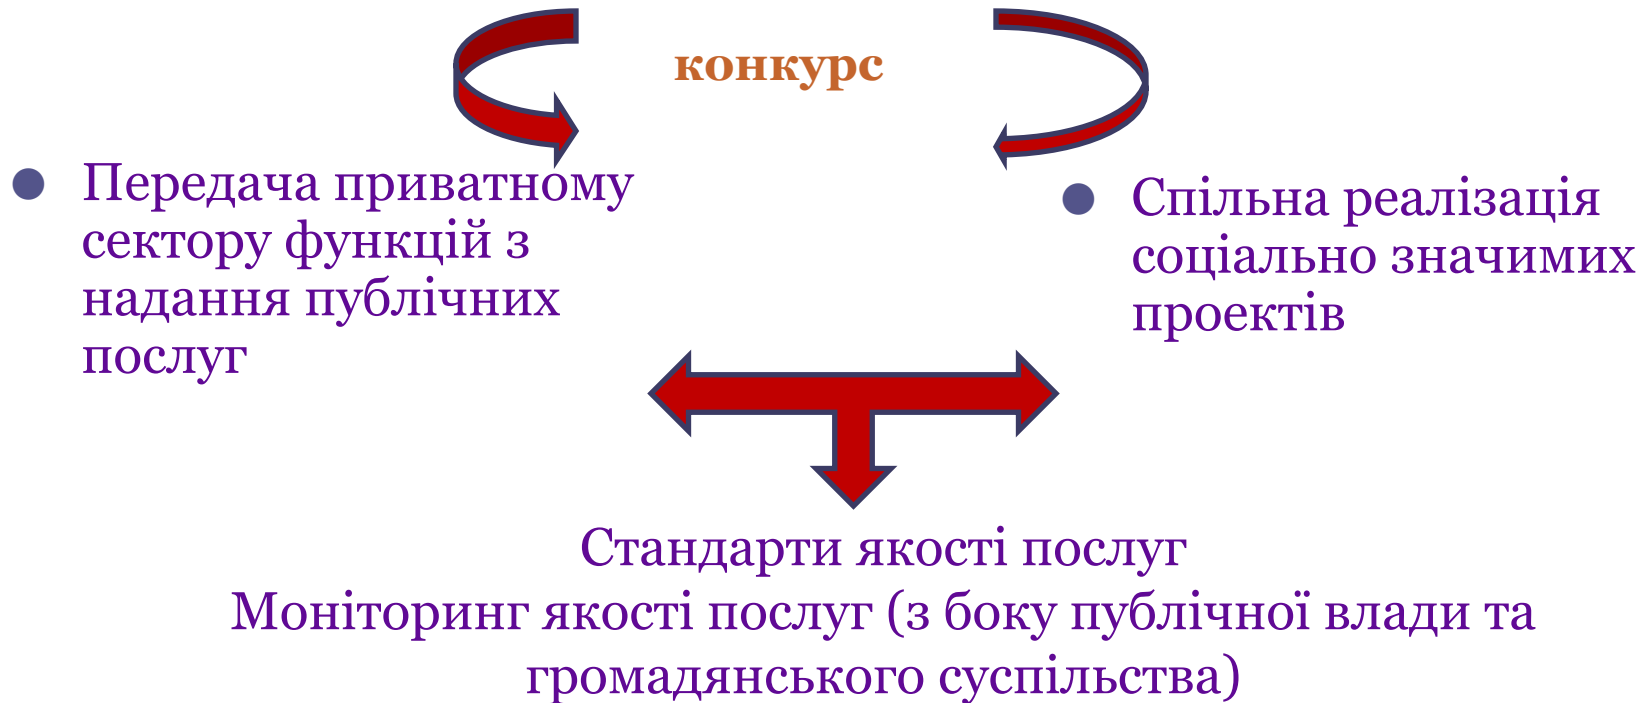 конкурс
Передача приватному
сектору функцій з
надання публічних
послуг
Спільна реалізація
соціально значимих
проектів
Стандарти якості послуг
Моніторинг якості послуг (з боку публічної влади та
громадянського суспільства)